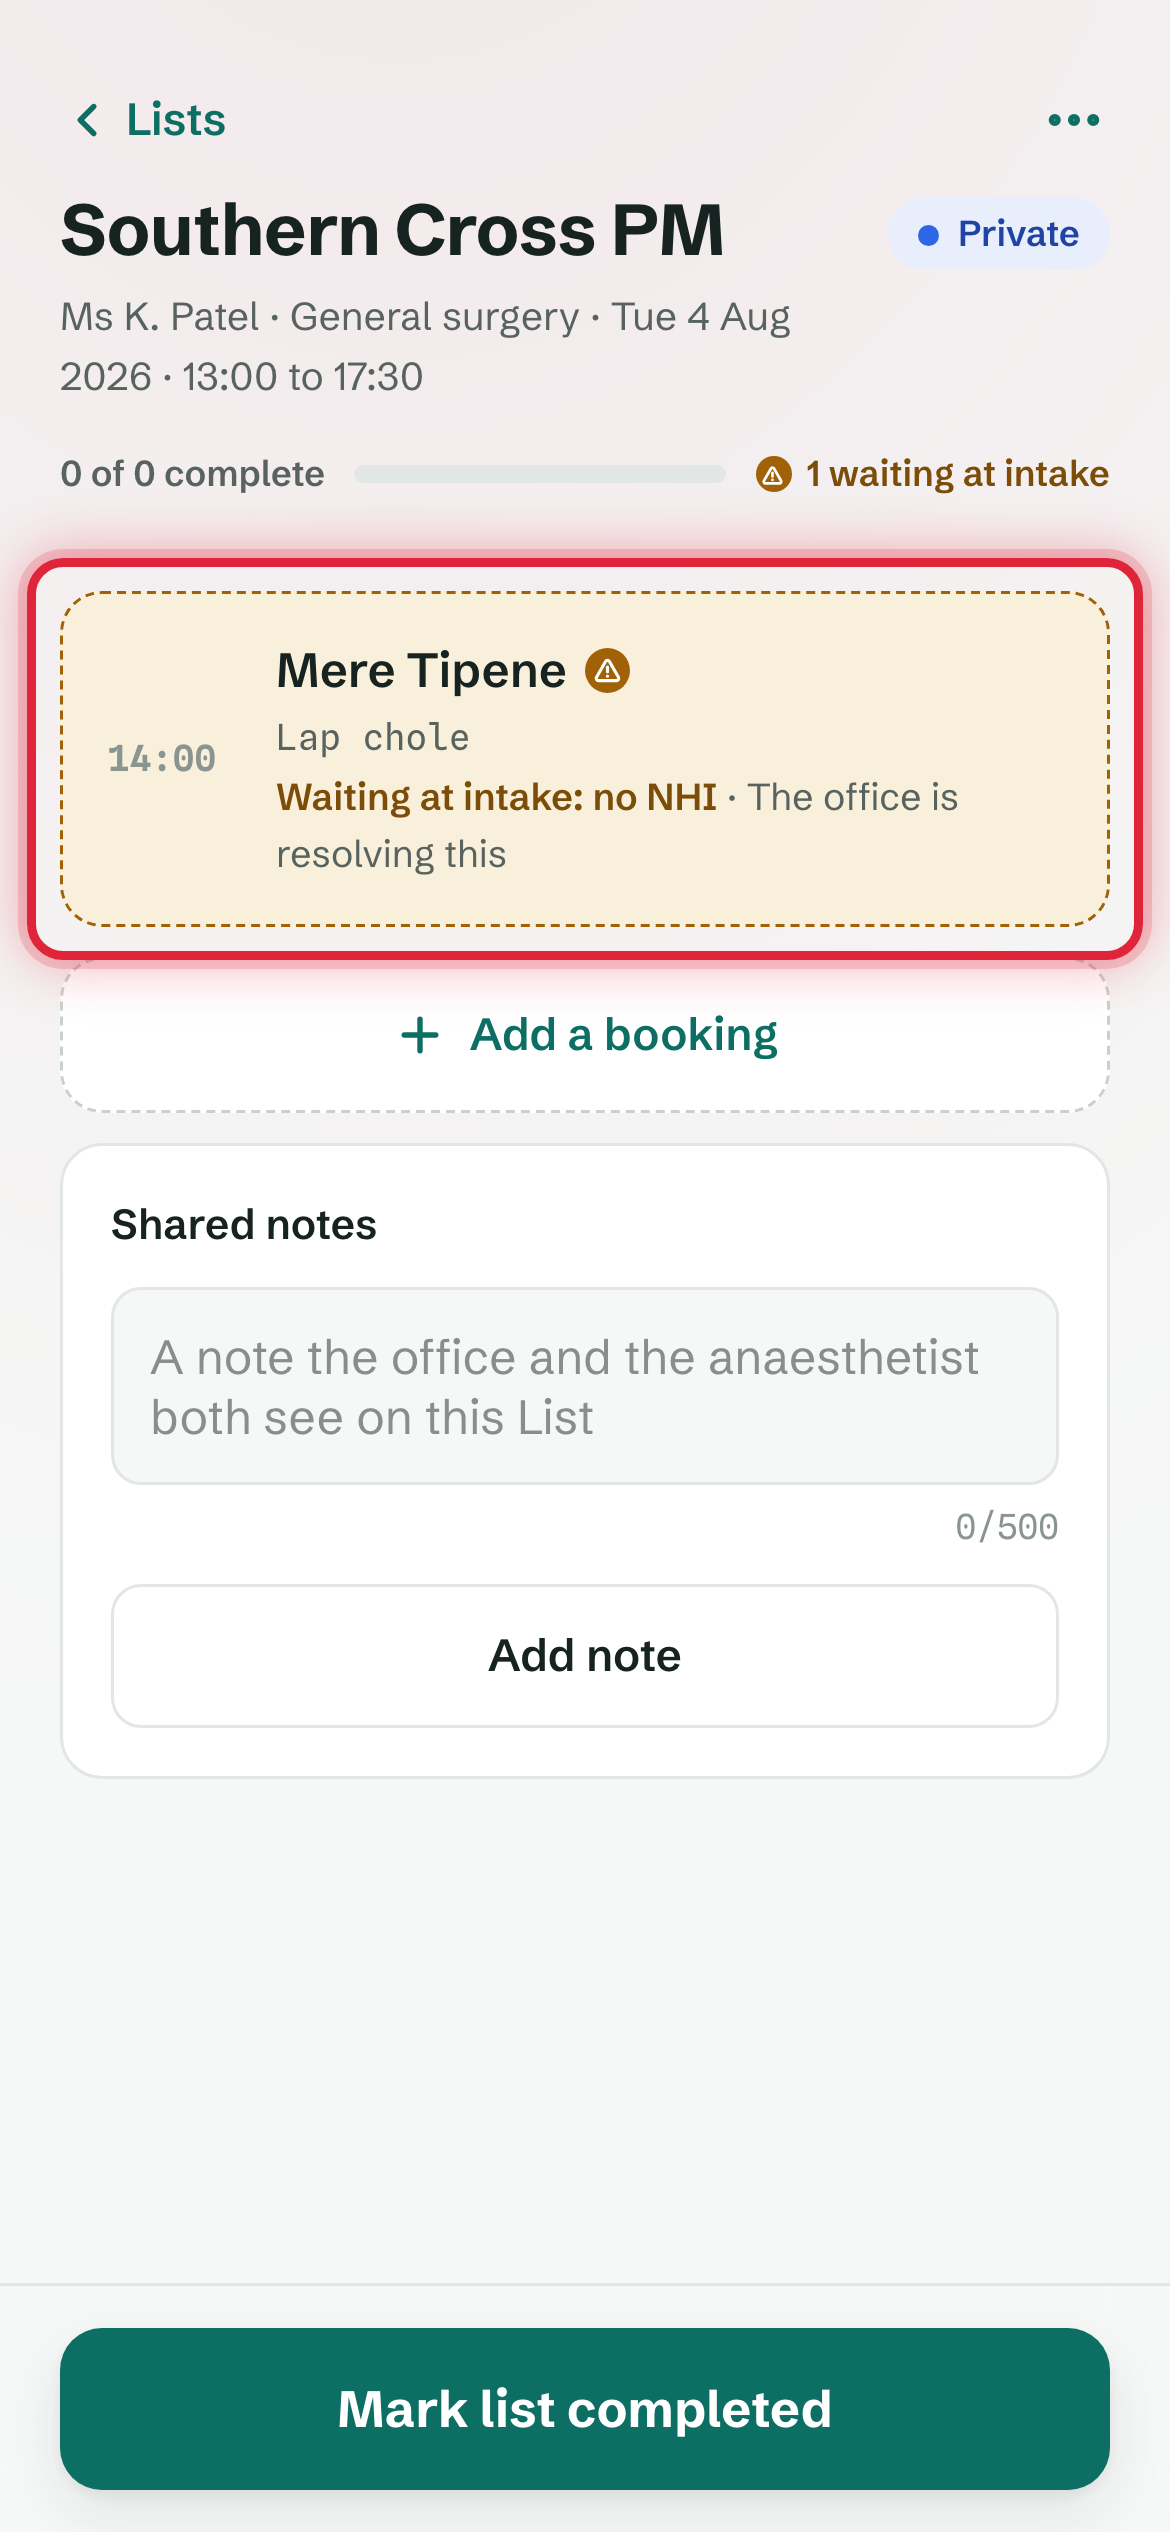 Lists
Southern Cross PM
Private
Ms K. Patel · General surgery · Tue 4 Aug
2026 · 13:00 to 17:30
0 of 0 complete
1 waiting at intake
Mere Tipene
14:00
Lap chole
Waiting at intake: no NHI · The office is
resolving this
Add a booking
Shared notes
A note the office and the anaesthetist
both see on this List
0/500
Add note
Mark list completed